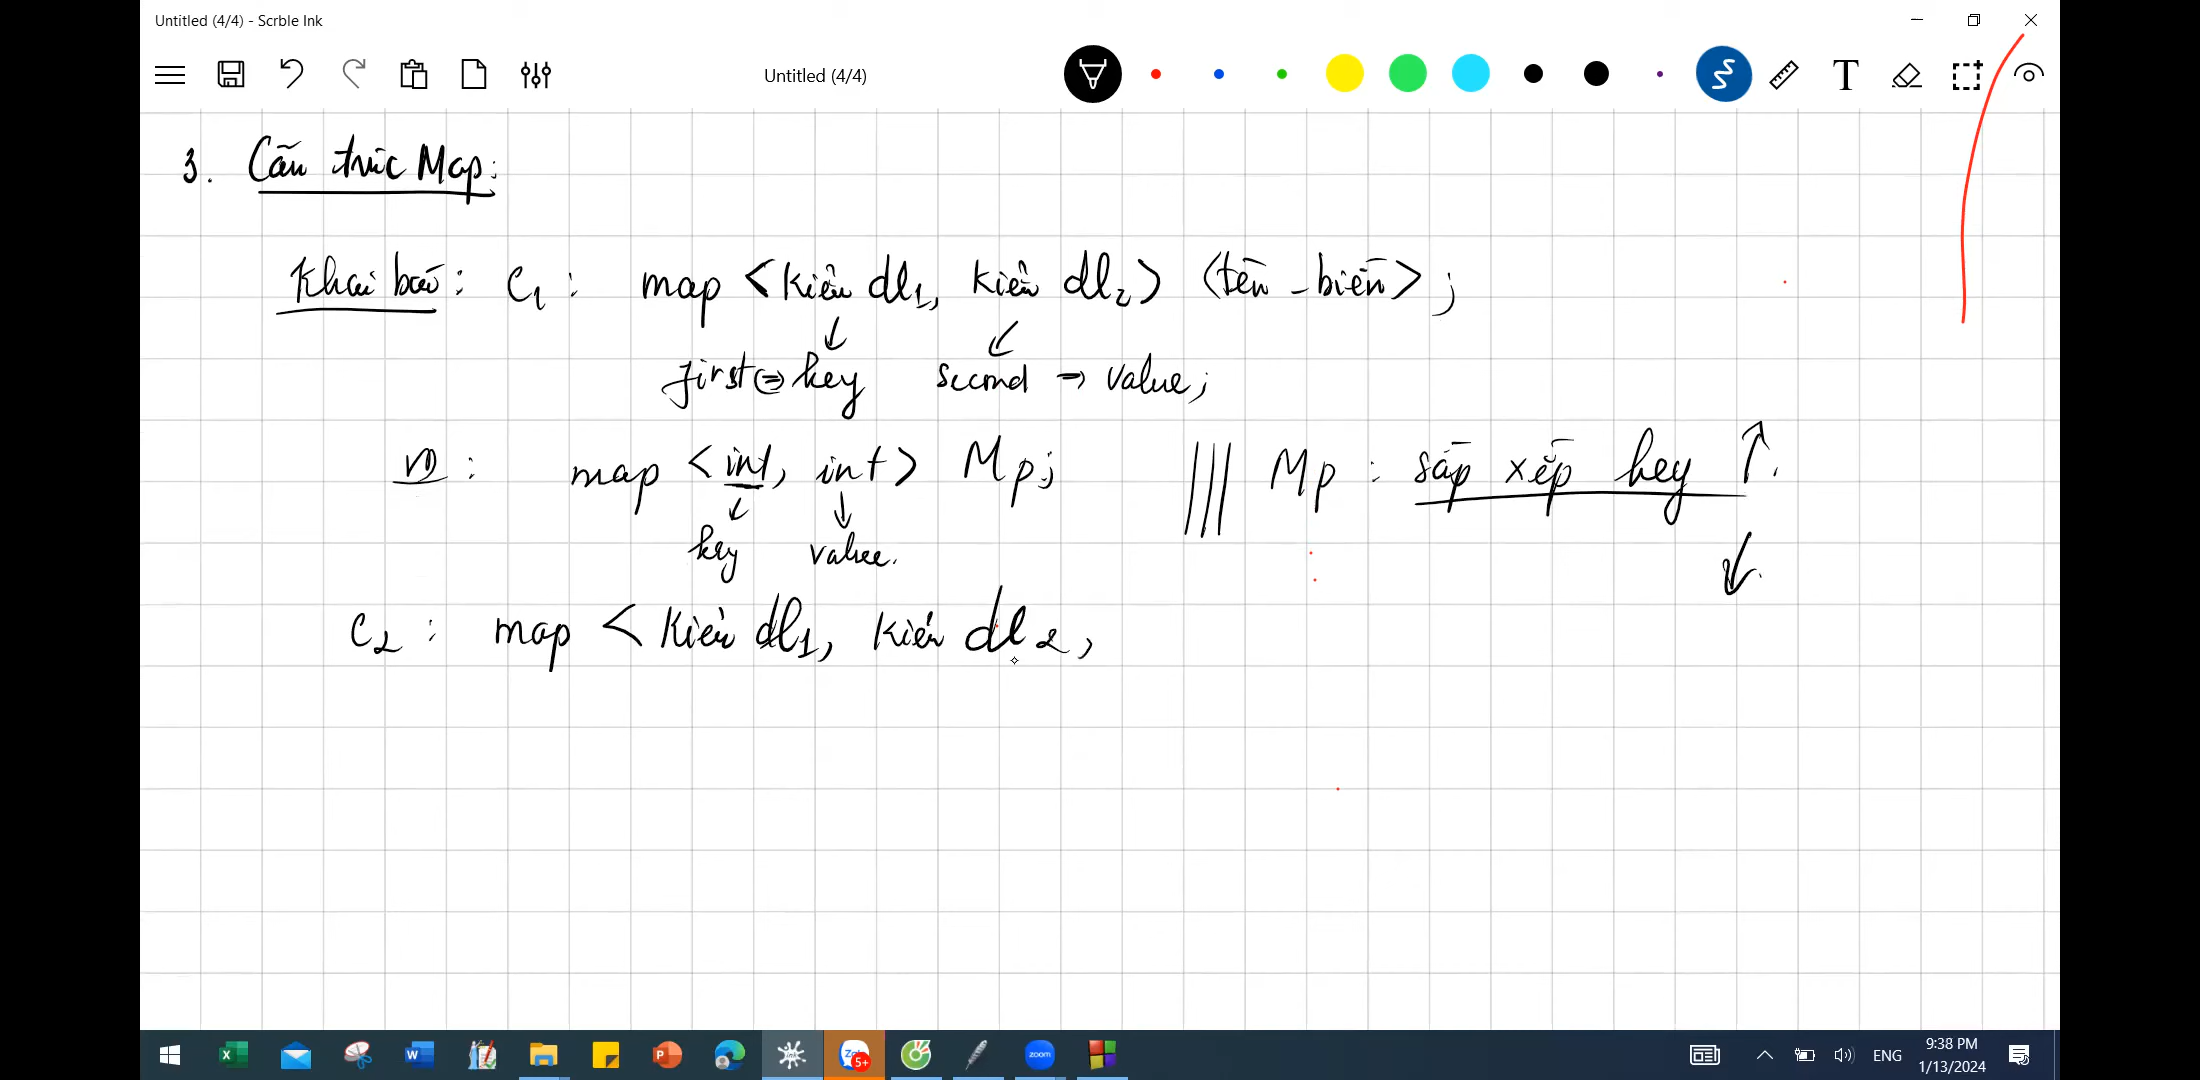 Untitled (4/4) - Scrble Ink
Untitled (4/4)
T
3. Cấu trúc Map:
Khai báo: C1: map <kiểu dl1, kiểu dl2> <tên_biến>;
↓ ↙
first ⇔ key second → value;
VD: map <int, int> Mp; Mp: sắp xếp key ↑.
↓ ↓ ↓
key value.
C2: map <kiểu dl1, kiểu dl2,
9:38 PM
ENG
1/13/2024
zoom
5+